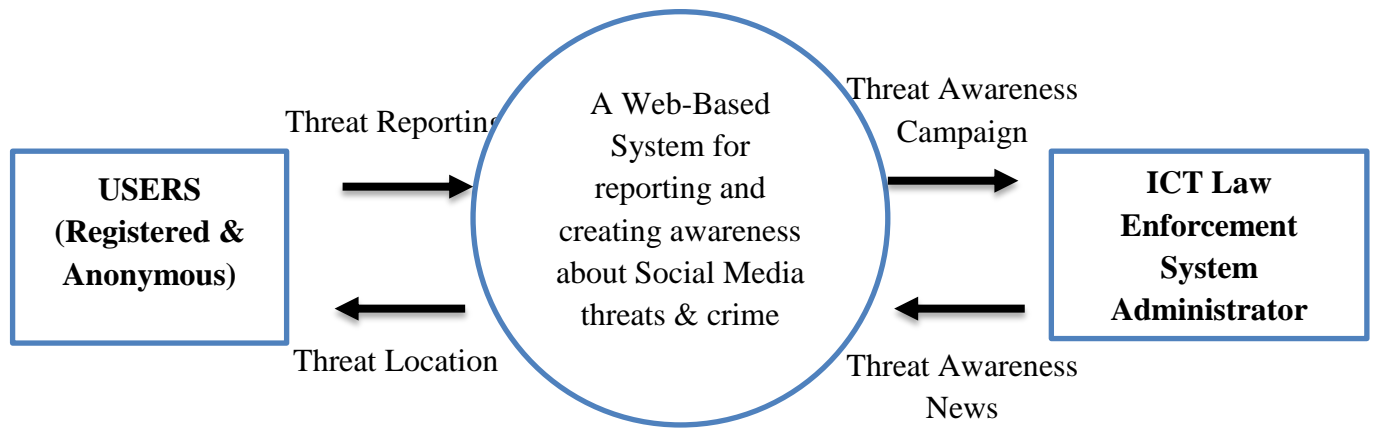 Threat Reporting
USERS
(Registered &
Anonymous)
Threat Location
A Web-Based
System for
reporting and
creating awareness
about Social Media
threats & crime
Threat Awareness
Campaign
ICT Law
Enforcement
System
Administrator
Threat Awareness
News